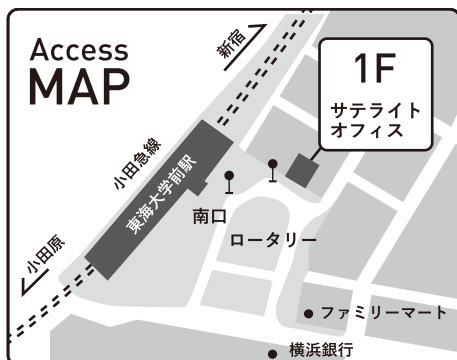 Access
MAP
新宿
1F
サテライト
オフィス
小田急線
東海大学前駅
南口
ロータリー
小田原
ファミリーマート
横浜銀行